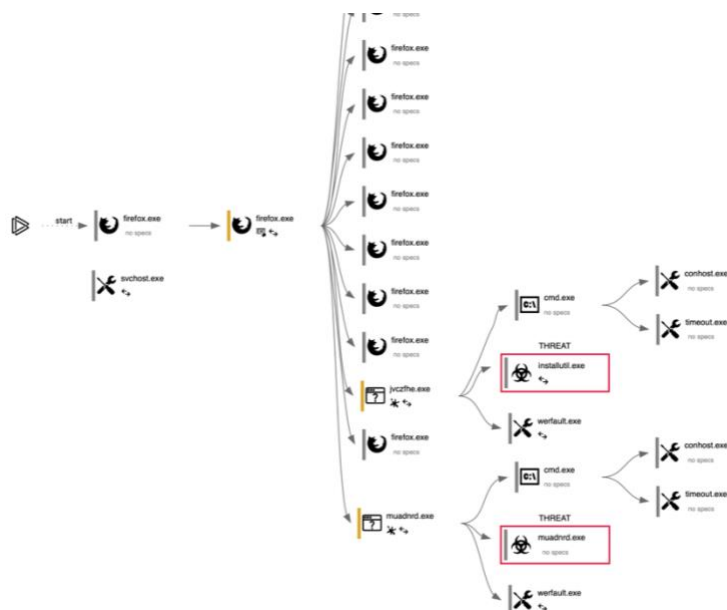 firefox.exe
no specs
firefox.exe
no specs
firefox.exe
no specs
firefox.exe
no specs
start
firefox.exe
no specs
firefox.exe
firefox.exe
no specs
svchost.exe
firefox.exe
no specs
firefox.exe
no specs
jvczfhe.exe
firefox.exe
no specs
muadnrd.exe
C:\
cmd.exe
no specs
conhost.exe
no specs
timeout.exe
no specs
THREAT
installutil.exe
werfault.exe
C:\
cmd.exe
no specs
conhost.exe
no specs
timeout.exe
no specs
THREAT
muadnrd.exe
no specs
werfault.exe